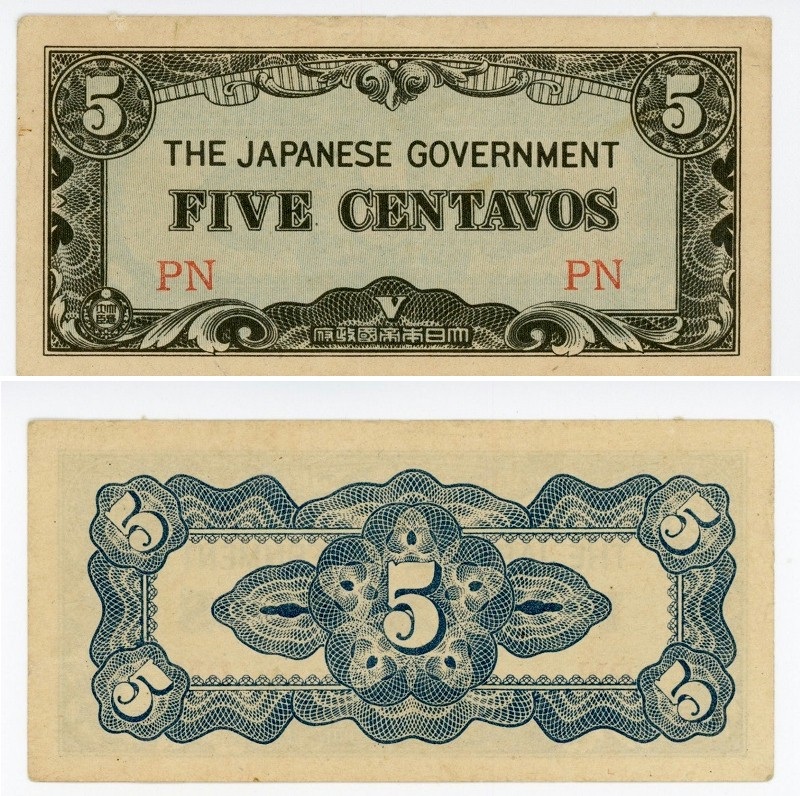 5 5
THE JAPANESE GOVERNMENT
FIVE CENTAVOS
PN PN
V
府政國帝本日大
5 5
5
5 5